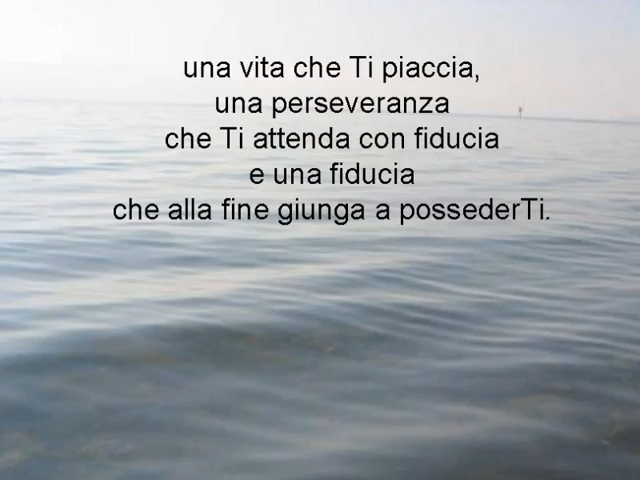 una vita che Ti piaccia,
una perseveranza
che Ti attenda con fiducia
e una fiducia
che alla fine giunga a possederTi.